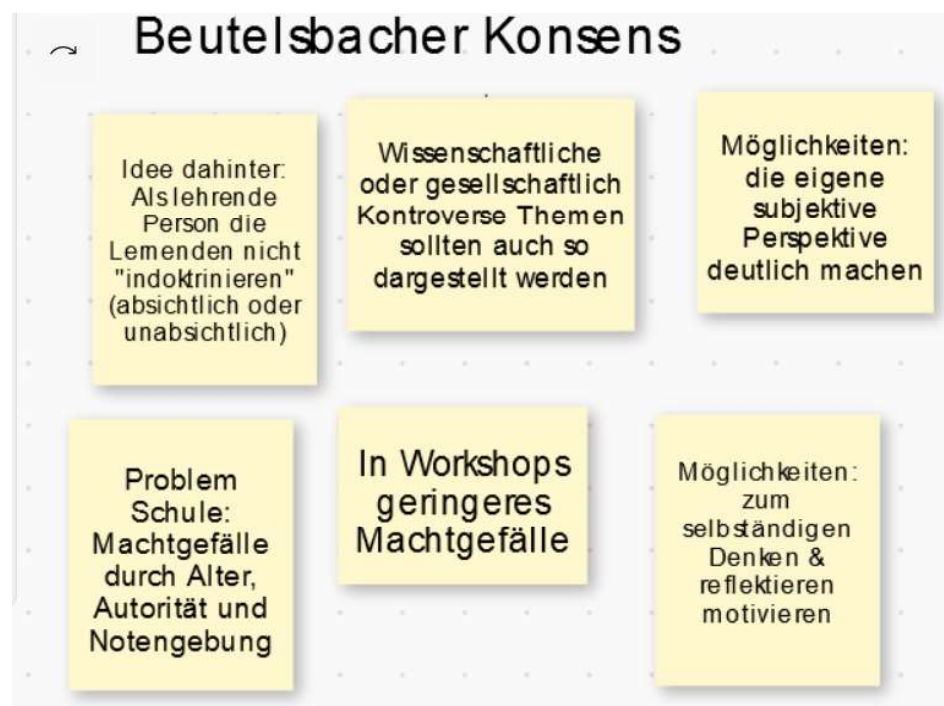 Beutelsbacher Konsens
Idee dahinter:
Als lehrende
Person die
Lernenden nicht
"indoktrinieren"
(absichtlich oder
unabsichtlich)
Wissenschaftliche
oder gesellschaftlich
Kontroverse Themen
sollten auch so
dargestellt werden
Möglichkeiten:
die eigene
subjektive
Perspektive
deutlich machen
Problem
Schule:
Machtgefälle
durch Alter,
Autorität und
Notengebung
In Workshops
geringeres
Machtgefälle
Möglichkeiten:
zum
selbständigen
Denken &
reflektieren
motivieren